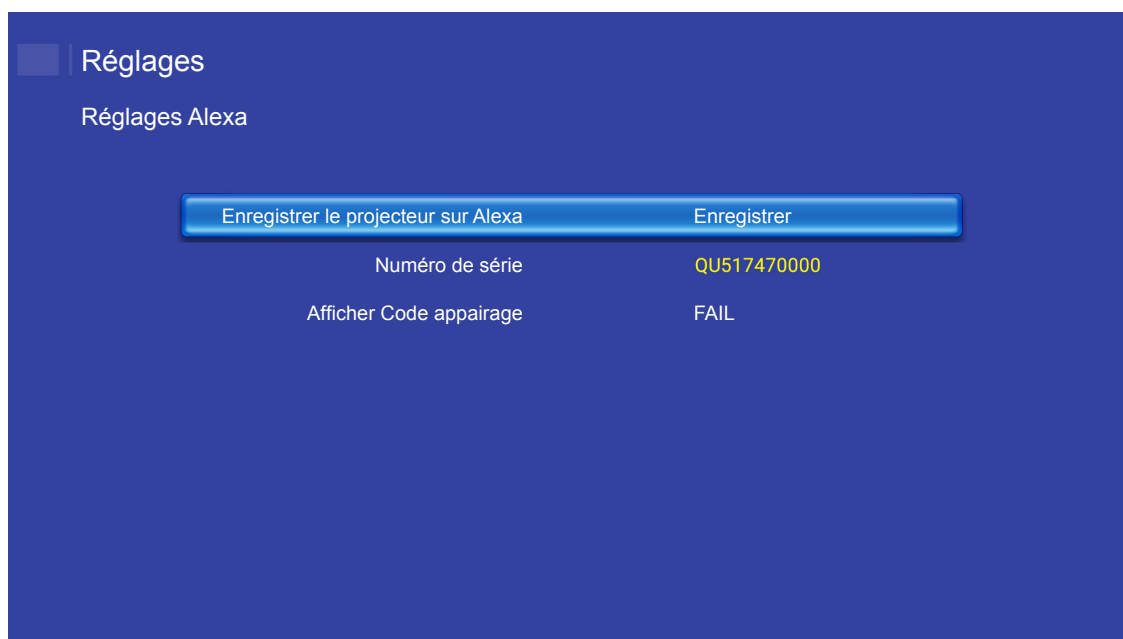 Réglages
Réglages Alexa
Enregistrer le projecteur sur Alexa Enregistrer
Numéro de série QU517470000
Afficher Code appairage FAIL